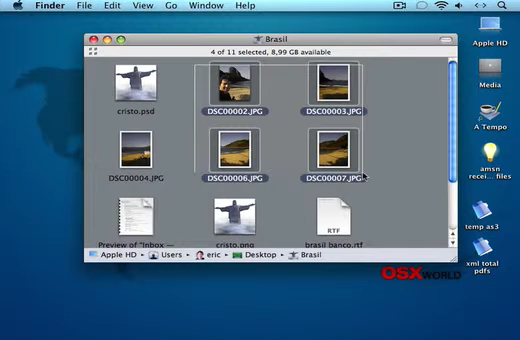 Finder File Edit View Go Window Help
Brasil
4 of 11 selected, 8,99 GB available
cristo.psd
DSC00002.JPG
DSC00003.JPG
DSC00004.JPG
DSC00006.JPG
DSC00007.JPG
RTF
Preview of "Inbox —
cristo.png
brasil banco.rtf
Apple HD Users eric Desktop Brasil
Apple HD
Media
A Tempo
amsn
recei... files
temp as3
xml total
pdfs
OSXWORLD